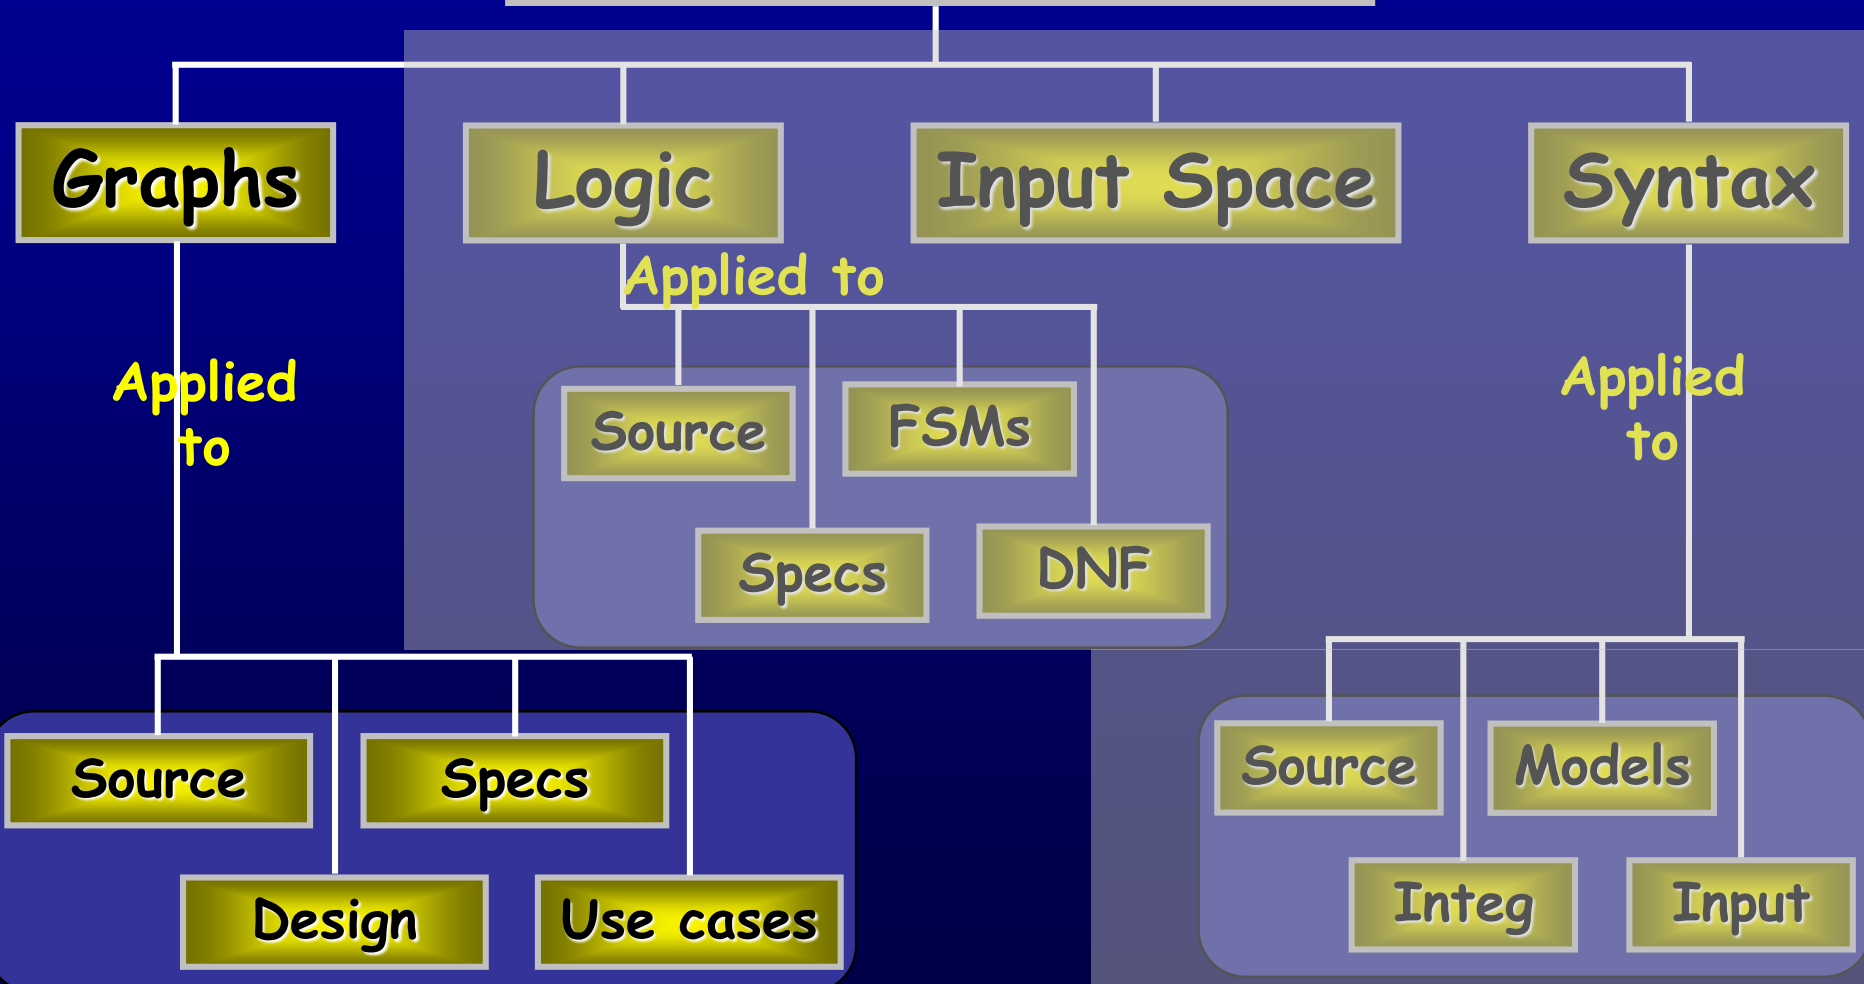 Graphs
Logic
Input Space
Syntax
Applied to
Applied
to
Applied
to
Source
FSMs
Specs
DNF
Source
Specs
Design
Use cases
Source
Models
Integ
Input